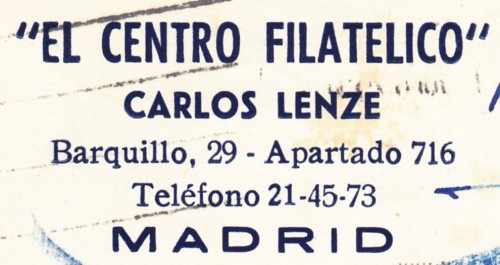 "EL CENTRO FILATELICO"
CARLOS LENZE
Barquillo, 29 - Apartado 716
Teléfono 21-45-73
MADRID